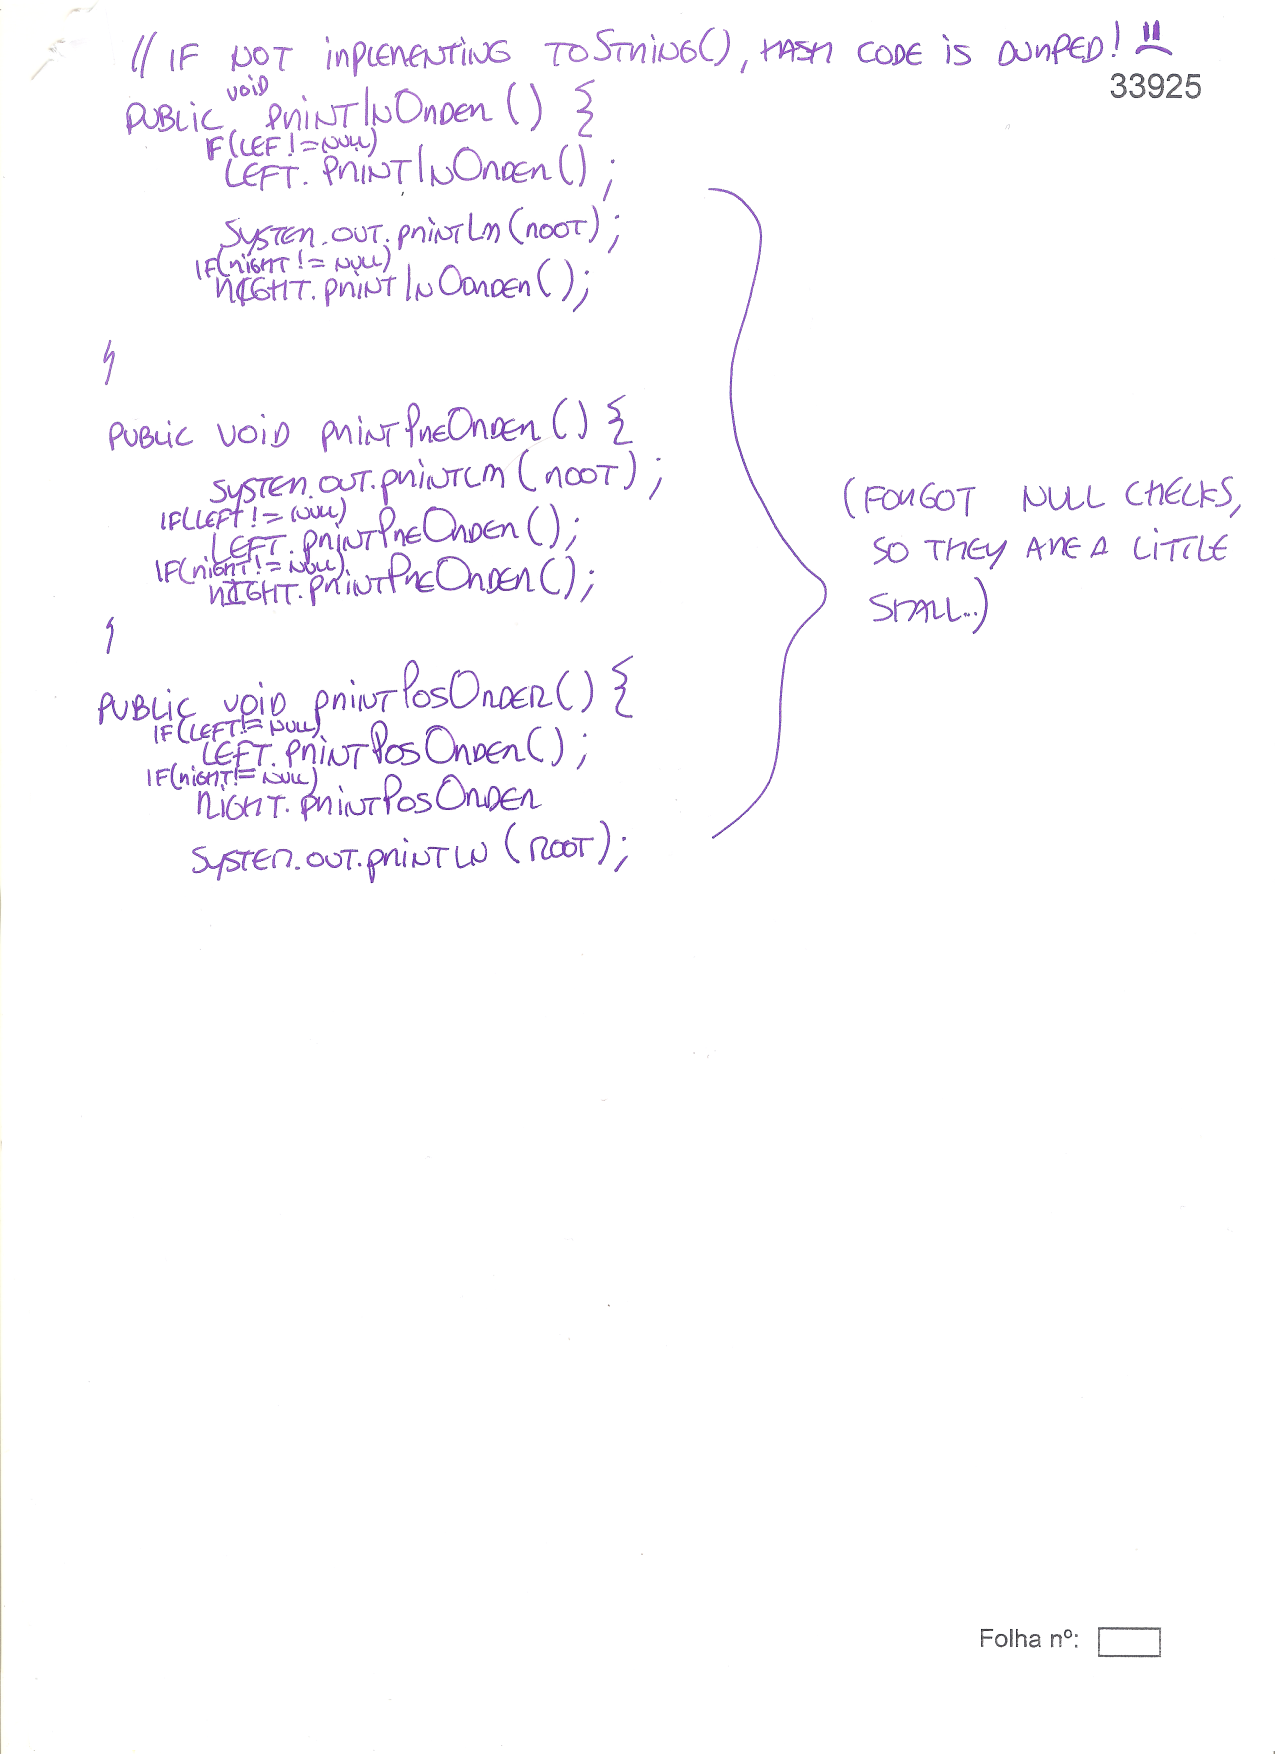 // IF NOT IMPLEMENTING TOSTRING(), HASH CODE IS DUMPED!
33925
PUBLIC void PRINTINORDER() {
IF(LEF != NULL)
LEFT.PRINTINORDER();
SYSTEM.OUT.PRINTLN(ROOT);
IF(RIGHT != NULL)
RIGHT.PRINTINORDER();
}
PUBLIC VOID PRINTPREORDER() {
SYSTEM.OUT.PRINTLN(ROOT);
IF(LEFT != NULL)
LEFT.PRINTPREORDER();
IF(RIGHT != NULL)
RIGHT.PRINTPREORDER();
}
PUBLIC VOID PRINTPOSORDER() {
IF(LEFT != NULL)
LEFT.PRINTPOSORDER();
IF(RIGHT != NULL)
RIGHT.PRINTPOSORDER
SYSTEM.OUT.PRINTLN(ROOT);
(FORGOT NULL CHECKS,
SO THEY ARE A LITTLE
SMALL...)
Folha nº: